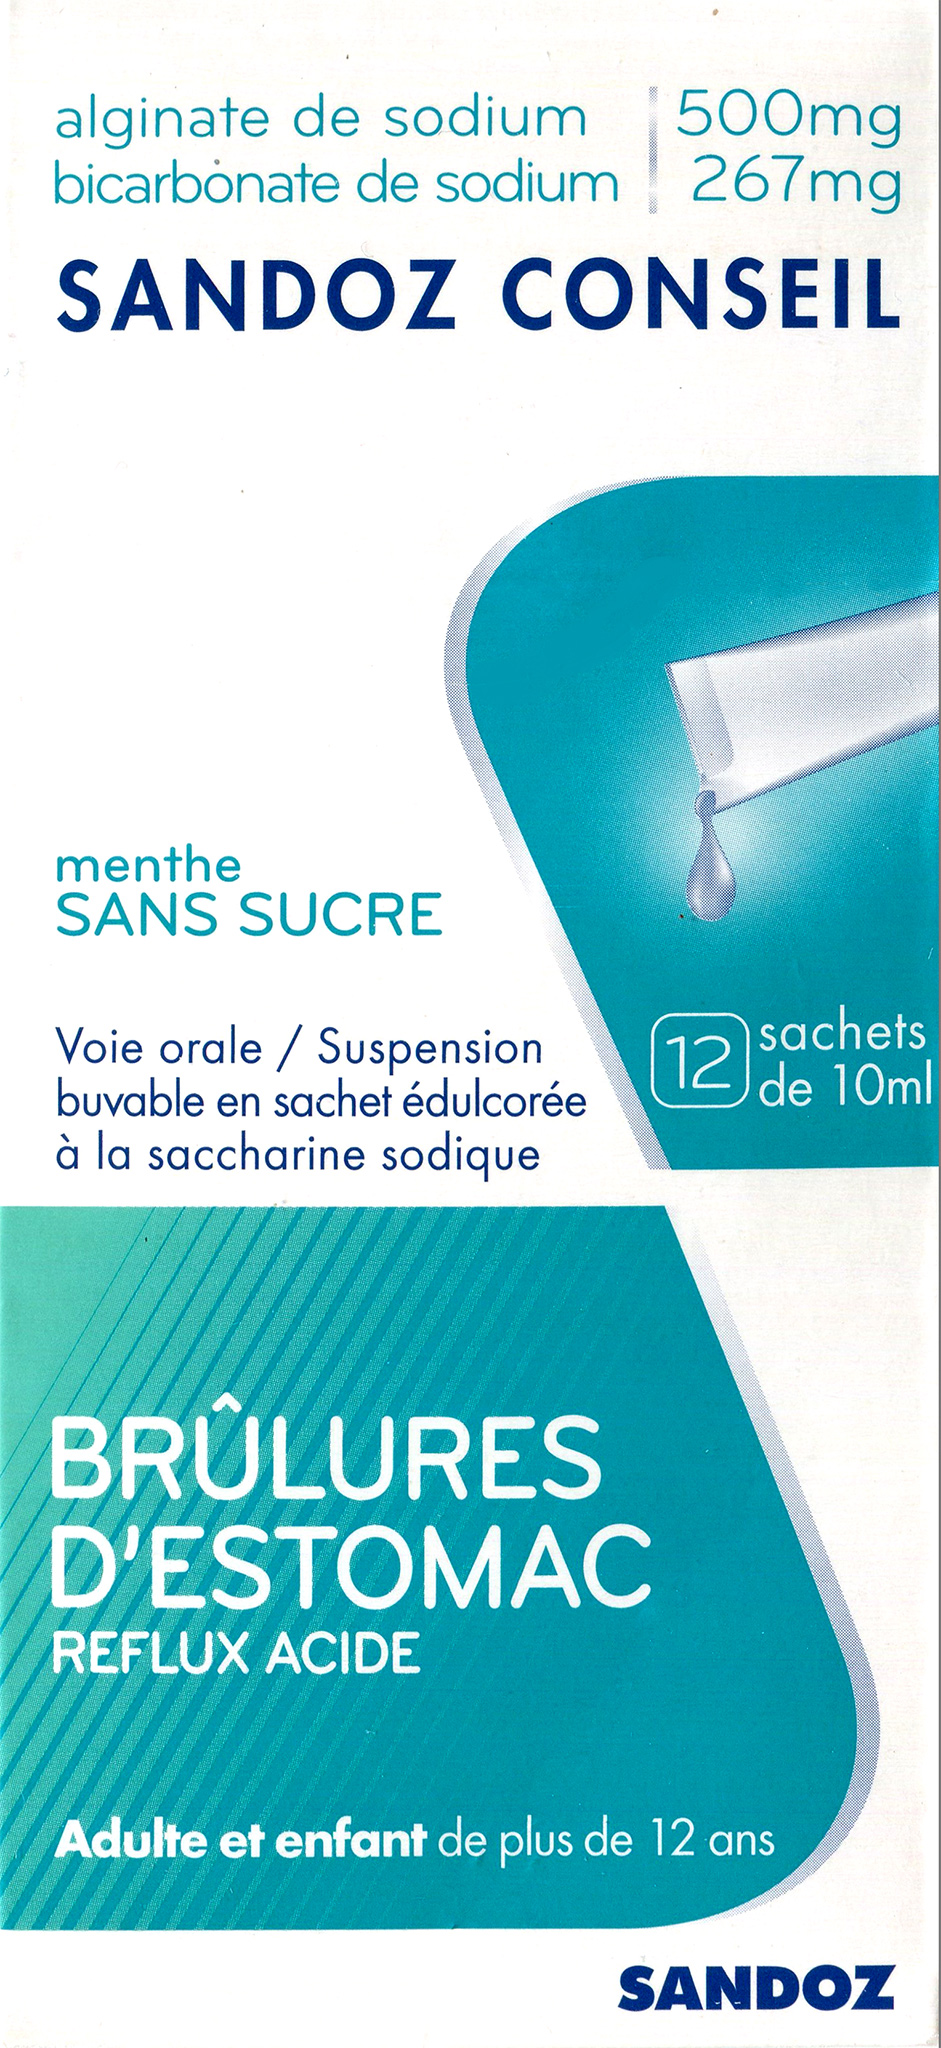 alginate de sodium 500mg
bicarbonate de sodium 267mg
SANDOZ CONSEIL
menthe
SANS SUCRE
Voie orale / Suspension
buvable en sachet édulcorée
à la saccharine sodique
12 sachets
de 10ml
BRÛLURES
D'ESTOMAC
REFLUX ACIDE
Adulte et enfant de plus de 12 ans
SANDOZ